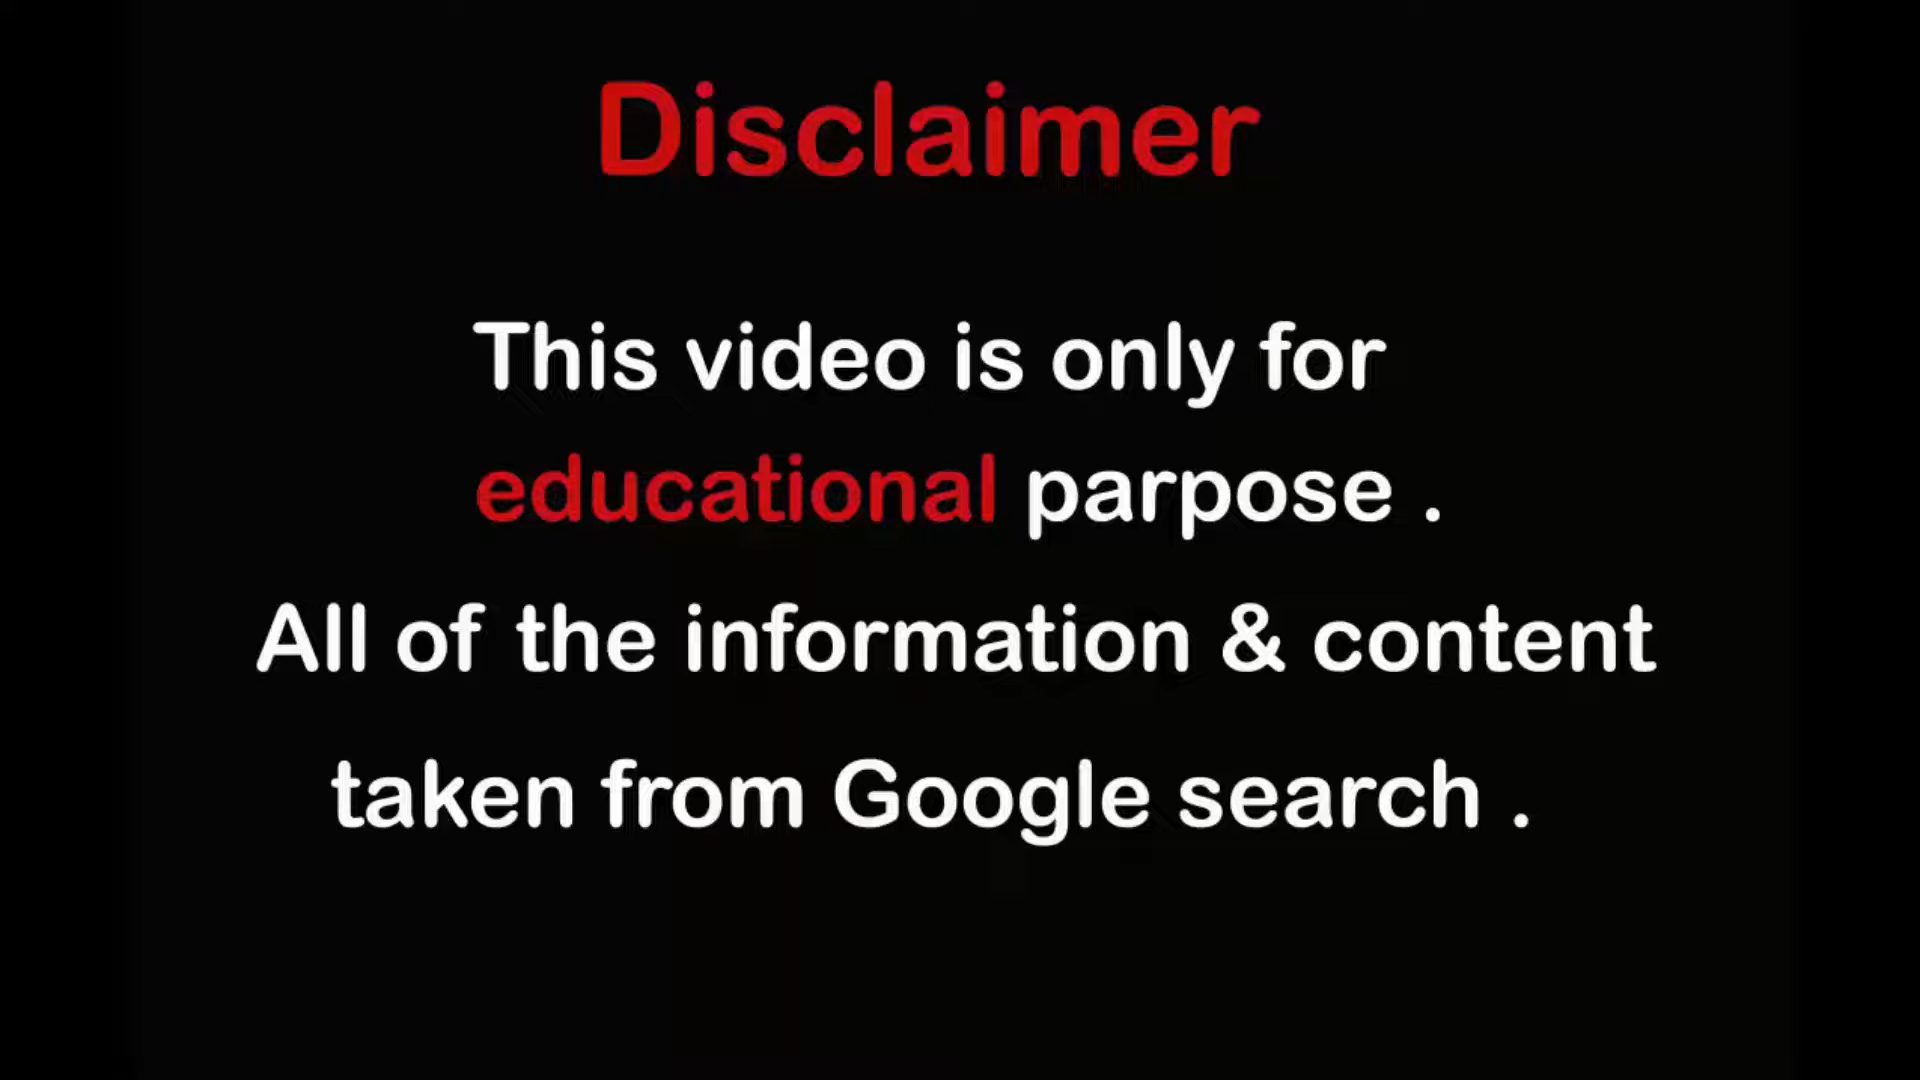 Disclaimer
This video is only for
educational parpose .
All of the information & content
taken from Google search .